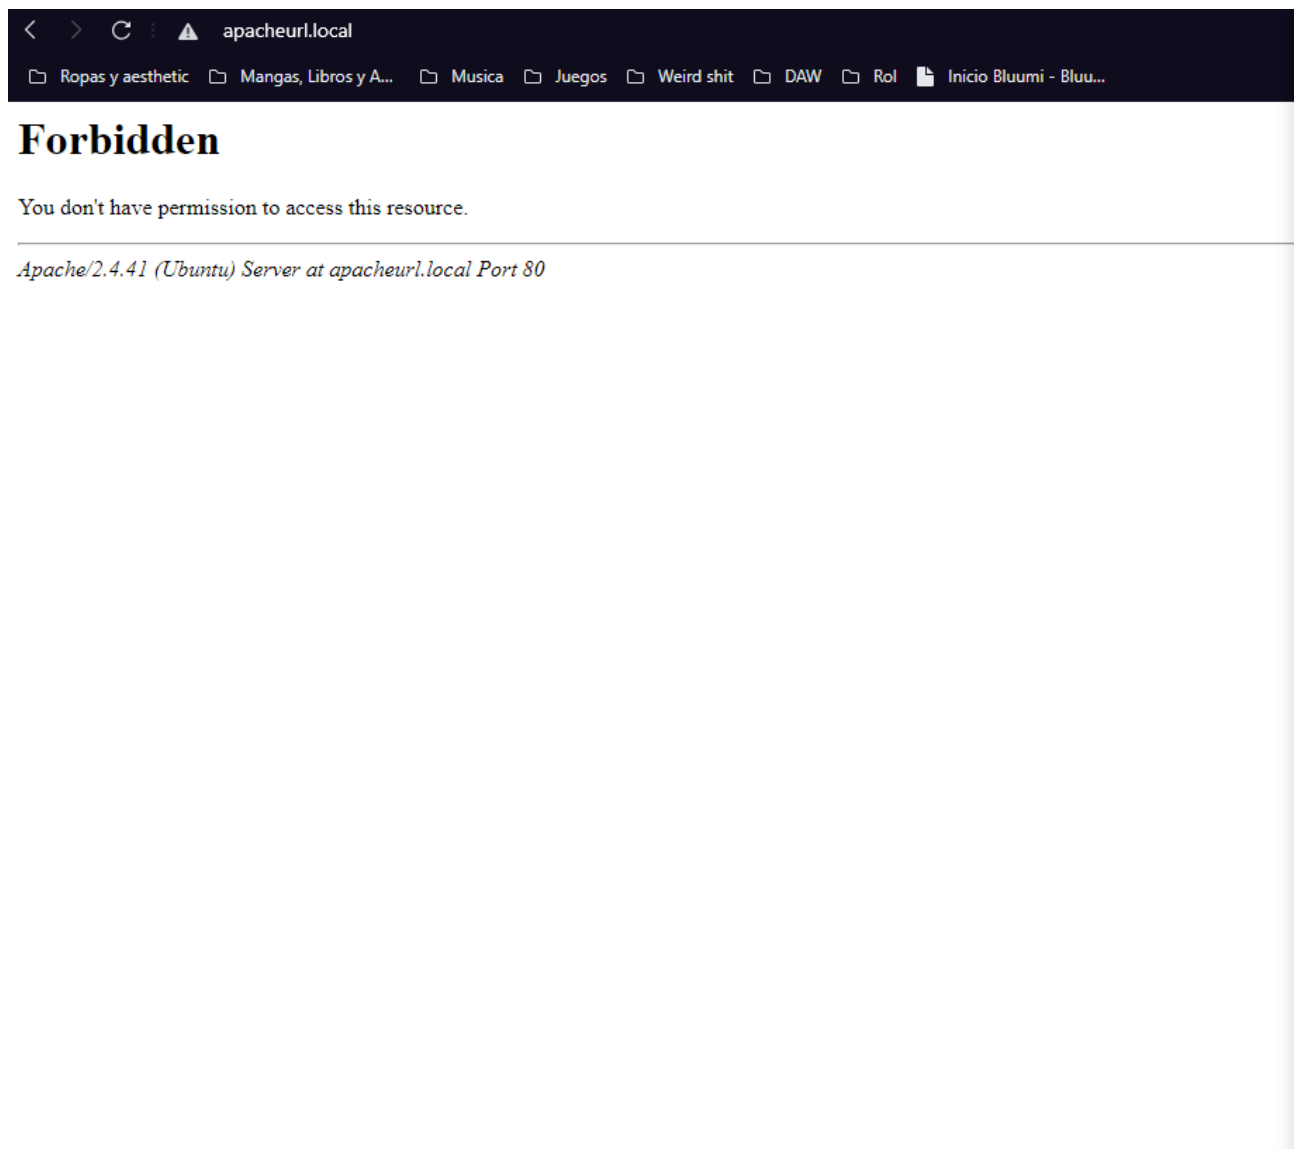 apacheurl.local
Ropas y aesthetic Mangas, Libros y A... Musica Juegos Weird shit DAW Rol Inicio Bluumi - Bluu...
Forbidden
You don't have permission to access this resource.
Apache/2.4.41 (Ubuntu) Server at apacheurl.local Port 80